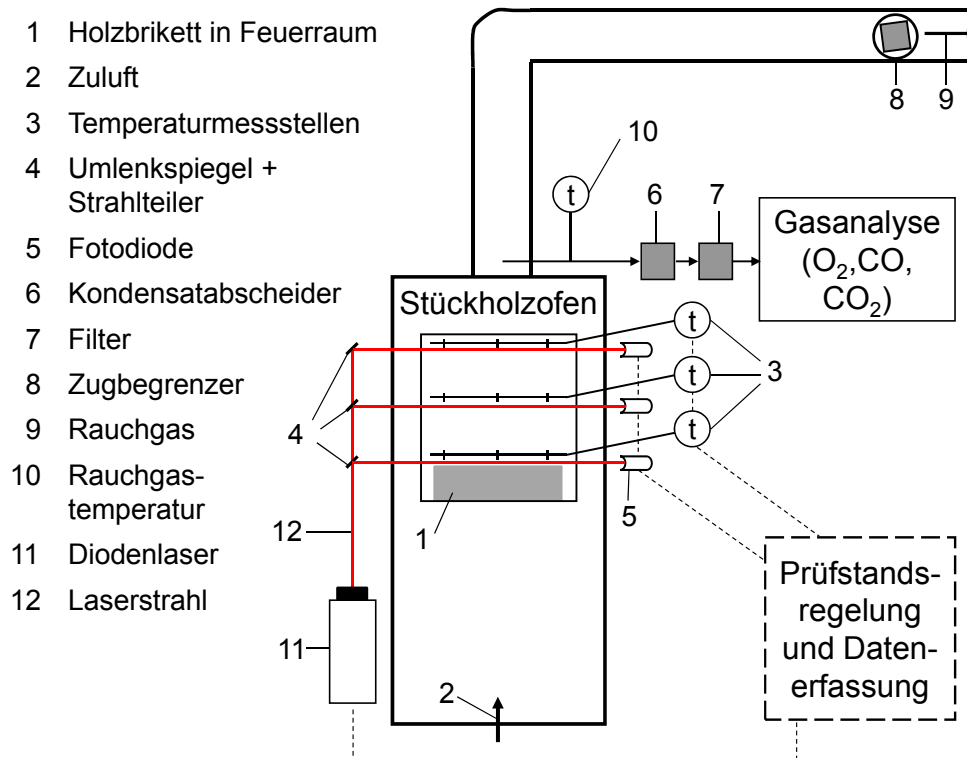 1 Holzbrikett in Feuerraum
2 Zuluft
3 Temperaturmessstellen
4 Umlenkspiegel +
Strahlteiler
5 Fotodiode
6 Kondensatabscheider
7 Filter
8 Zugbegrenzer
9 Rauchgas
10 Rauchgas-
temperatur
11 Diodenlaser
12 Laserstrahl
8 9
10
t
6 7
Gasanalyse
(O₂,CO,
CO₂)
Stückholzofen
t
t
t
3
4
5
1
12
11
2
Prüfstands-
regelung
und Daten-
erfassung